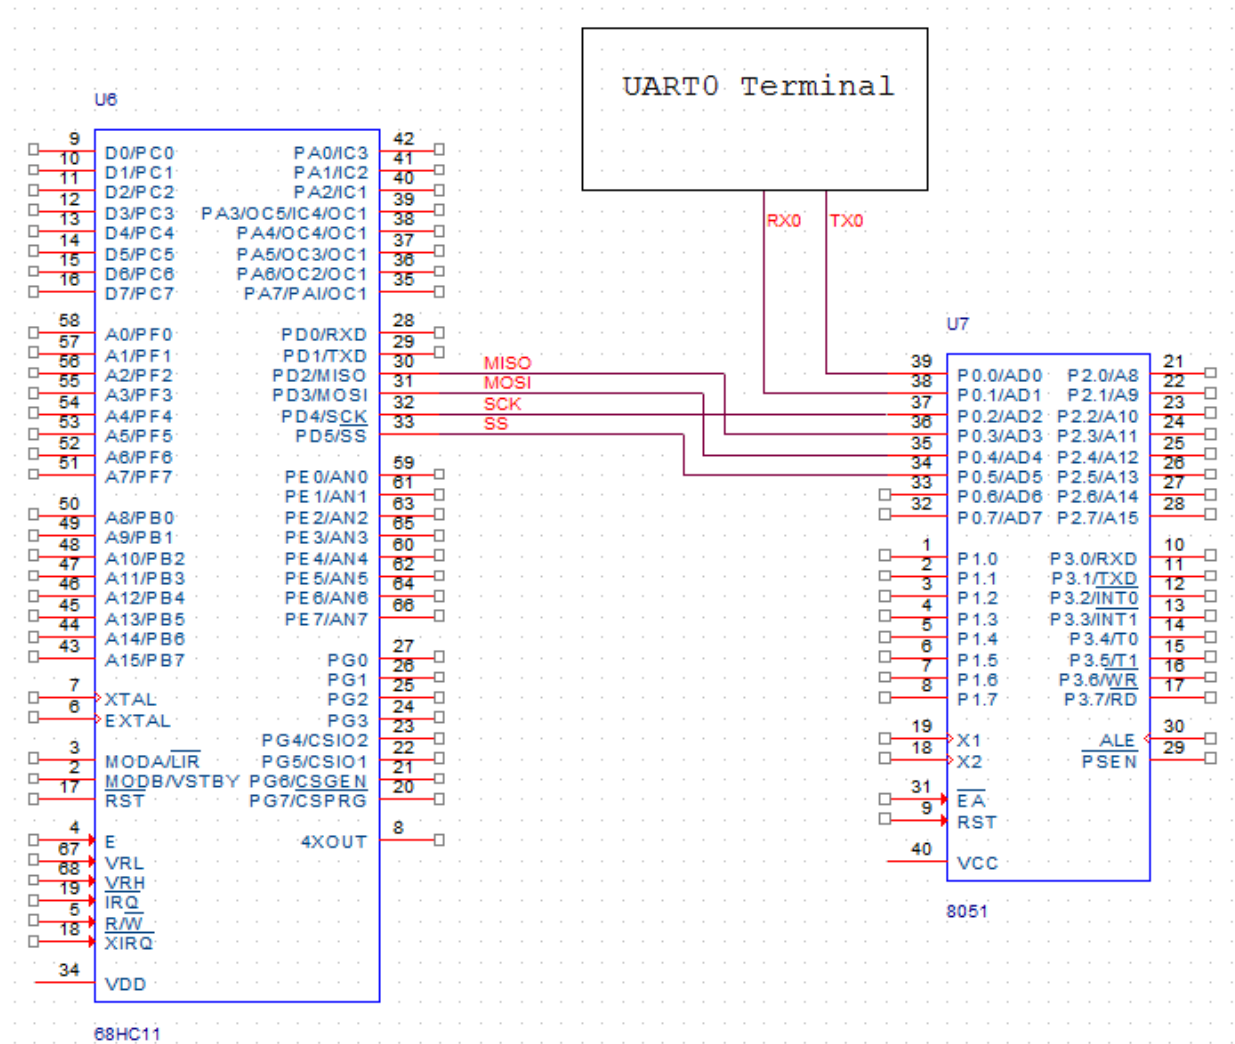 UART0 Terminal
RX0
TX0
U6
9
D0/PC0
10
D1/PC1
11
D2/PC2
12
D3/PC3
13
D4/PC4
14
D5/PC5
15
D6/PC6
16
D7/PC7
58
A0/PF0
57
A1/PF1
56
A2/PF2
55
A3/PF3
54
A4/PF4
53
A5/PF5
52
A6/PF6
51
A7/PF7
50
A8/PB0
49
A9/PB1
48
A10/PB2
47
A11/PB3
46
A12/PB4
45
A13/PB5
44
A14/PB6
43
A15/PB7
7
XTAL
6
EXTAL
3
MODA/LIR
2
MODB/VSTBY
17
RST
4
E
67
VRL
68
VRH
19
IRQ
5
R/W
18
XIRQ
34
VDD
PA0/IC3
42
PA1/IC2
41
PA2/IC1
40
PA3/OC5/IC4/OC1
39
PA4/OC4/OC1
38
PA5/OC3/OC1
37
PA6/OC2/OC1
36
PA7/PAI/OC1
35
PD0/RXD
28
PD1/TXD
29
PD2/MISO
30
PD3/MOSI
31
PD4/SCK
32
PD5/SS
33
PE0/AN0
59
PE1/AN1
61
PE2/AN2
63
PE3/AN3
65
PE4/AN4
60
PE5/AN5
62
PE6/AN6
64
PE7/AN7
66
PG0
27
PG1
26
PG2
25
PG3
24
PG4/CSIO2
23
PG5/CSIO1
22
PG6/CSGEN
21
PG7/CSPRG
20
4XOUT
8
68HC11
MISO
MOSI
SCK
SS
U7
39
P0.0/AD0
38
P0.1/AD1
37
P0.2/AD2
36
P0.3/AD3
35
P0.4/AD4
34
P0.5/AD5
33
P0.6/AD6
32
P0.7/AD7
1
P1.0
2
P1.1
3
P1.2
4
P1.3
5
P1.4
6
P1.5
7
P1.6
8
P1.7
19
X1
18
X2
31
EA
9
RST
40
VCC
P2.0/A8
21
P2.1/A9
22
P2.2/A10
23
P2.3/A11
24
P2.4/A12
25
P2.5/A13
26
P2.6/A14
27
P2.7/A15
28
P3.0/RXD
10
P3.1/TXD
11
P3.2/INT0
12
P3.3/INT1
13
P3.4/T0
14
P3.5/T1
15
P3.6/WR
16
P3.7/RD
17
ALE
30
PSEN
29
8051